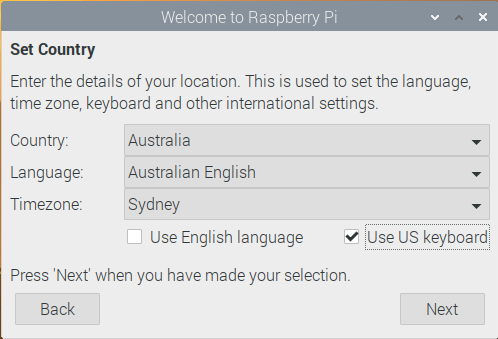 Welcome to Raspberry Pi
Set Country
Enter the details of your location. This is used to set the language,
time zone, keyboard and other international settings.
Country: Australia
Language: Australian English
Timezone: Sydney
Use English language Use US keyboard
Press 'Next' when you have made your selection.
Back Next